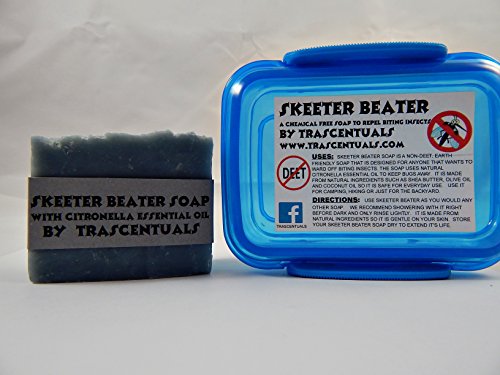 SKEETER BEATER SOAP
WITH CITRONELLA ESSENTIAL OIL
BY TRASCENTUALS
SKEETER BEATER
A CHEMICAL FREE SOAP TO REPEL BITING INSECTS
BY TRASCENTUALS
WWW.TRASCENTUALS.COM
DEET
USES: SKEETER BEATER SOAP IS A NON-DEET, EARTH
FRIENDLY SOAP THAT IS DESIGNED FOR ANYONE THAT WANTS TO
WARD OFF BITING INSECTS. THE SOAP USES NATURAL
CITRONELLA ESSENTIAL OIL TO KEEP BUGS AWAY. IT IS MADE
FROM NATURAL INGREDIENTS SUCH AS SHEA BUTTER, OLIVE OIL
AND COCONUT OIL SO IT IS SAFE FOR EVERYDAY USE. USE IT
FOR CAMPING, HIKING OR JUST FOR THE BACKYARD.
DIRECTIONS: USE SKEETER BEATER AS YOU WOULD ANY
OTHER SOAP. WE RECOMMEND SHOWERING WITH IT RIGHT
BEFORE DARK AND ONLY RINSE LIGHTLY. IT IS MADE FROM
NATURAL INGREDIENTS SO IT IS GENTLE ON YOUR SKIN. STORE
YOUR SKEETER BEATER SOAP DRY TO EXTEND IT'S LIFE.
f
TRASCENTUALS